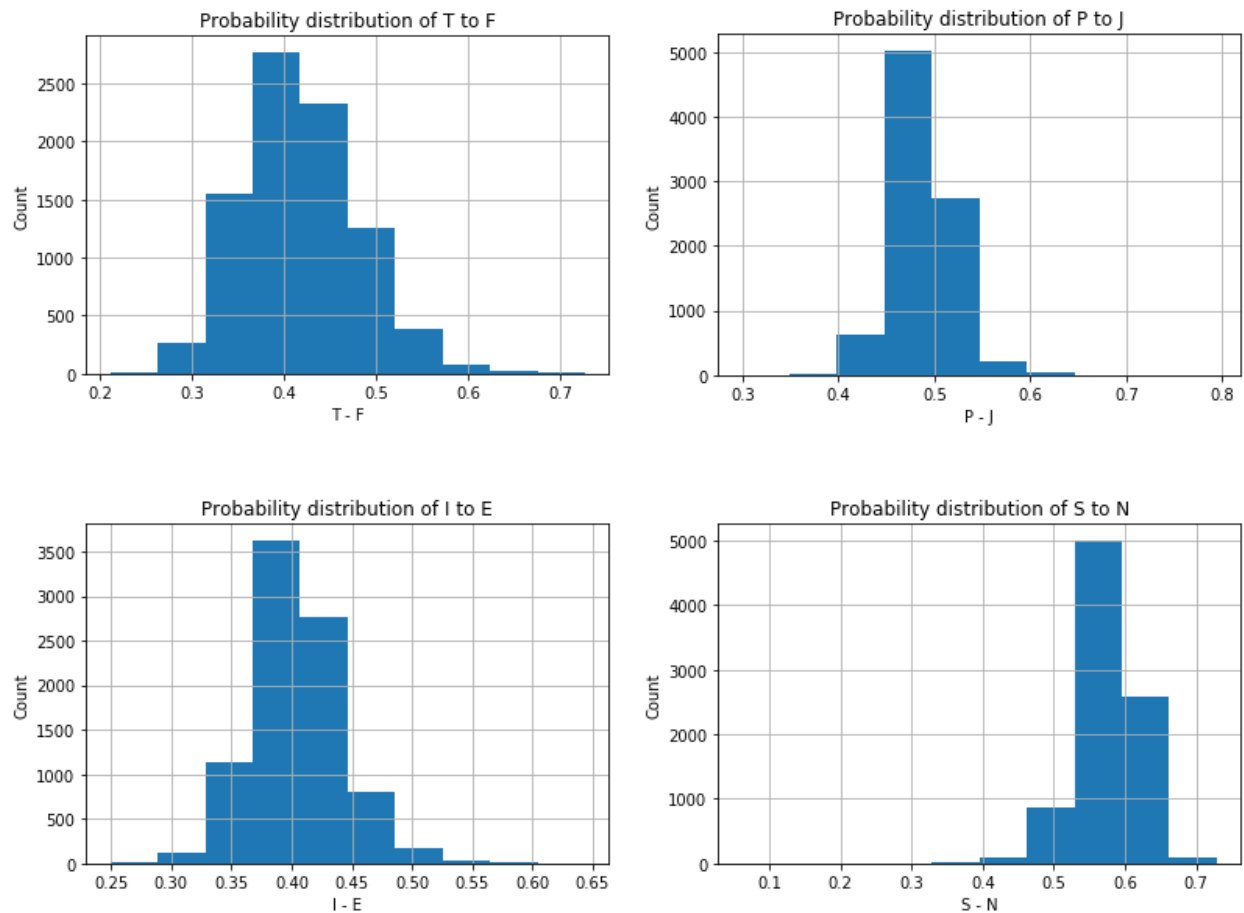 Probability distribution of T to F
2500
2000
1500
1000
500
0
Count
0.2 0.3 0.4 0.5 0.6 0.7
T - F
Probability distribution of P to J
5000
4000
3000
2000
1000
0
Count
0.3 0.4 0.5 0.6 0.7 0.8
P - J
Probability distribution of I to E
3500
3000
2500
2000
1500
1000
500
0
Count
0.25 0.30 0.35 0.40 0.45 0.50 0.55 0.60 0.65
I - E
Probability distribution of S to N
5000
4000
3000
2000
1000
0
Count
0.1 0.2 0.3 0.4 0.5 0.6 0.7
S - N